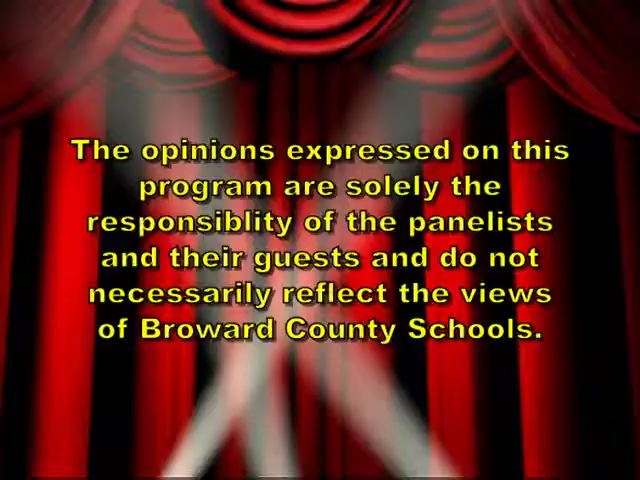 The opinions expressed on this
program are solely the
responsiblity of the panelists
and their guests and do not
necessarily reflect the views
of Broward County Schools.